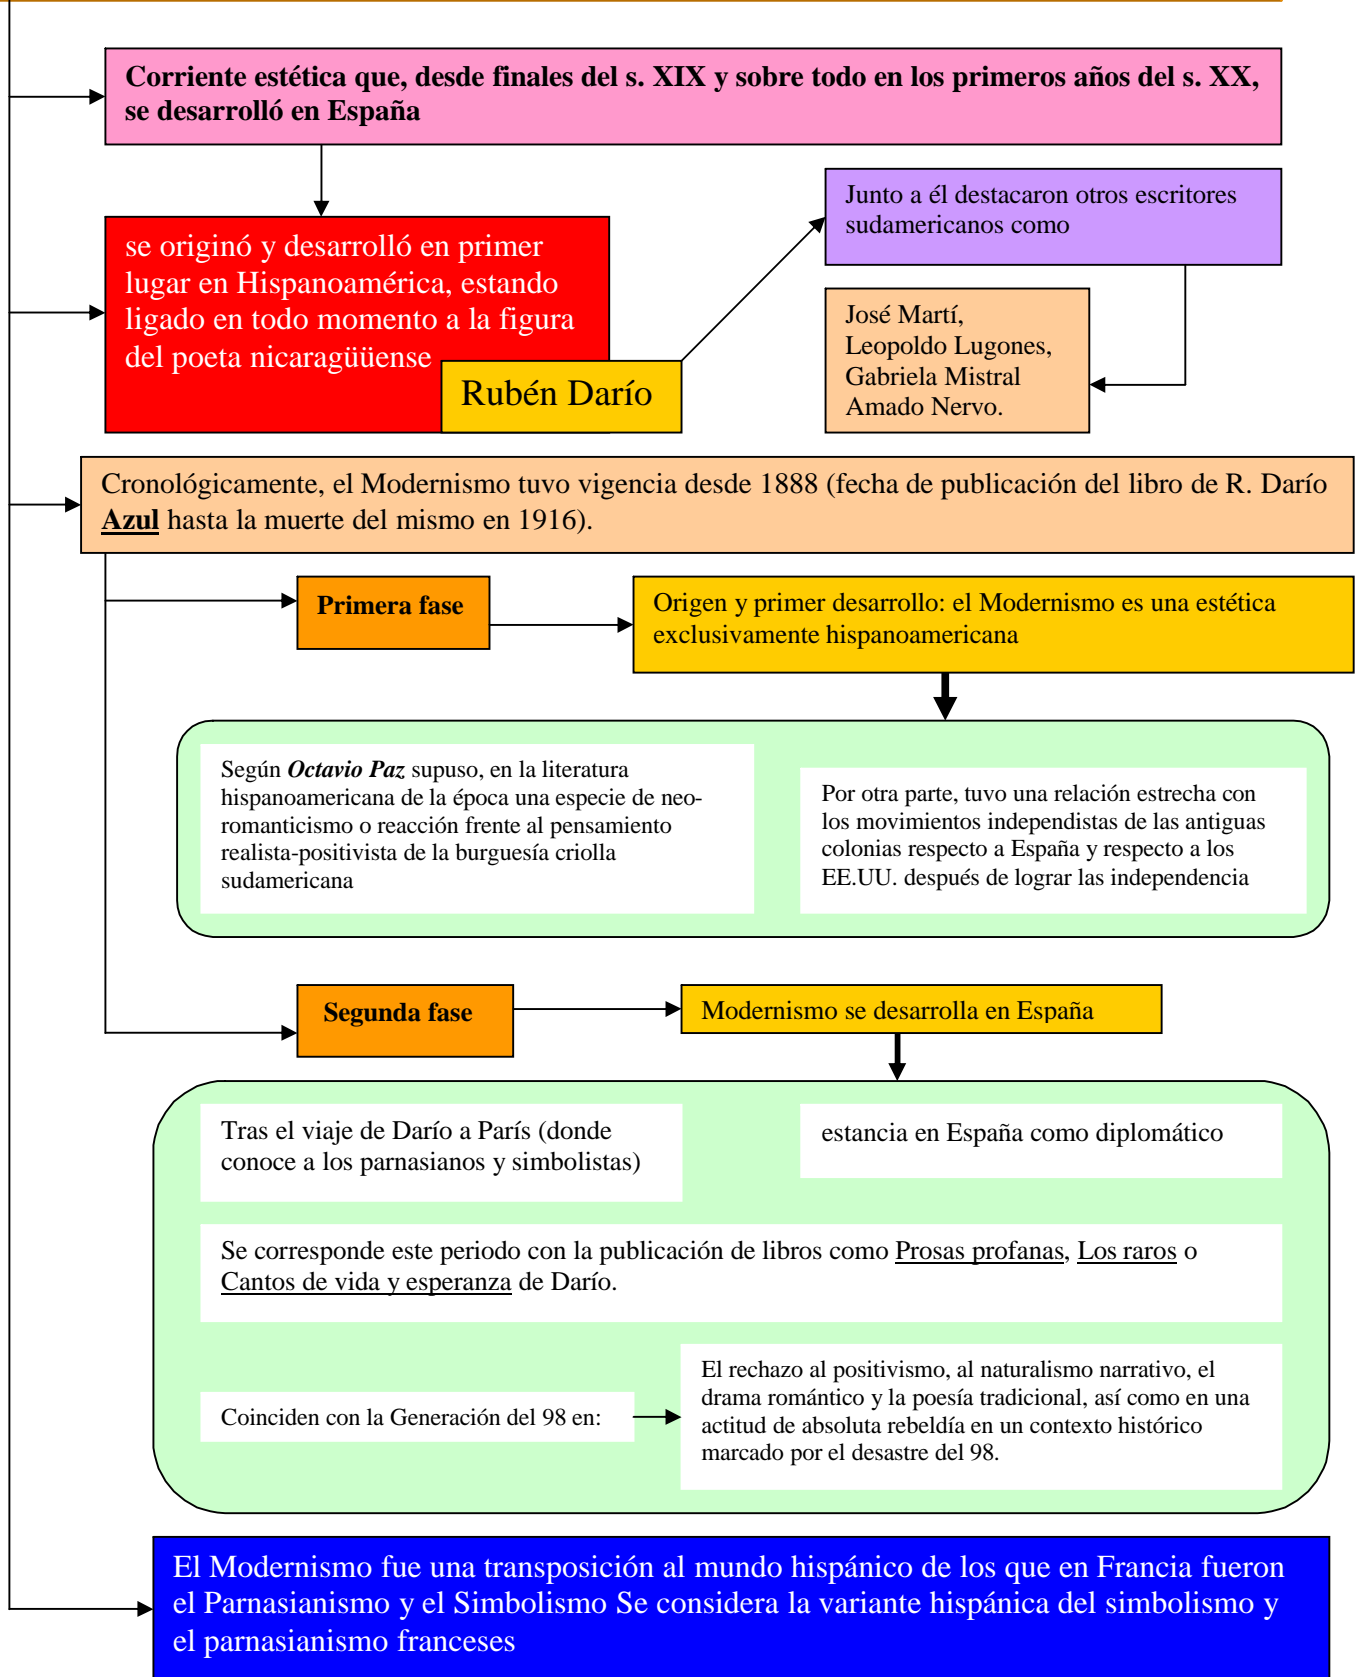 Corriente estética que, desde finales del s. XIX y sobre todo en los primeros años del s. XX,
se desarrolló en España
se originó y desarrolló en primer
lugar en Hispanoamérica, estando
ligado en todo momento a la figura
del poeta nicaragüüense
Rubén Darío
Junto a él destacaron otros escritores
sudamericanos como
José Martí,
Leopoldo Lugones,
Gabriela Mistral
Amado Nervo.
Cronológicamente, el Modernismo tuvo vigencia desde 1888 (fecha de publicación del libro de R. Darío
Azul hasta la muerte del mismo en 1916).
Primera fase
Origen y primer desarrollo: el Modernismo es una estética
exclusivamente hispanoamericana
Según Octavio Paz supuso, en la literatura
hispanoamericana de la época una especie de neo-
romanticismo o reacción frente al pensamiento
realista-positivista de la burguesía criolla
sudamericana
Por otra parte, tuvo una relación estrecha con
los movimientos independistas de las antiguas
colonias respecto a España y respecto a los
EE.UU. después de lograr las independencia
Segunda fase
Modernismo se desarrolla en España
Tras el viaje de Darío a París (donde
conoce a los parnasianos y simbolistas)
estancia en España como diplomático
Se corresponde este periodo con la publicación de libros como Prosas profanas, Los raros o
Cantos de vida y esperanza de Darío.
Coinciden con la Generación del 98 en:
El rechazo al positivismo, al naturalismo narrativo, el
drama romántico y la poesía tradicional, así como en una
actitud de absoluta rebeldía en un contexto histórico
marcado por el desastre del 98.
El Modernismo fue una transposición al mundo hispánico de los que en Francia fueron
el Parnasianismo y el Simbolismo Se considera la variante hispánica del simbolismo y
el parnasianismo franceses